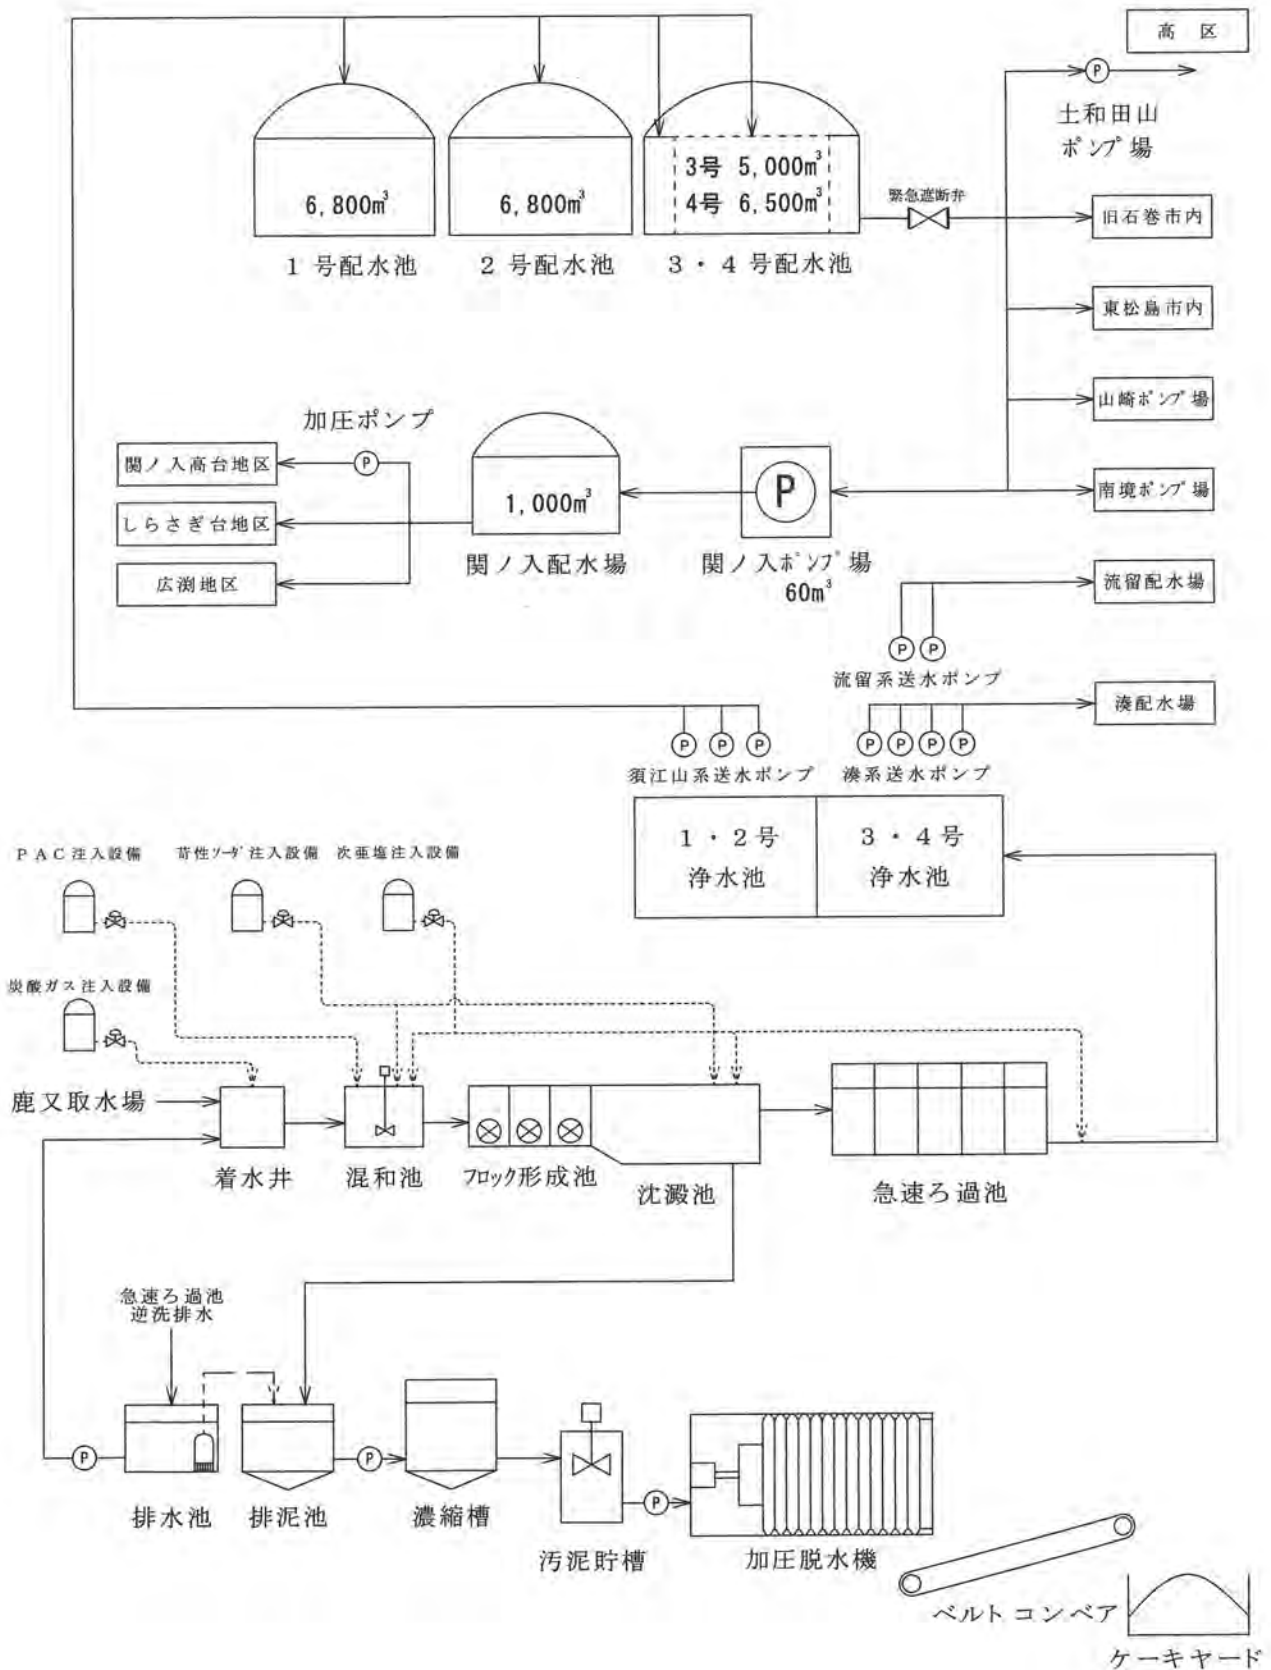 高 区
P
土和田山
ポンプ場
6,800m³
6,800m³
3号 5,000m³
4号 6,500m³
緊急遮断弁
旧石巻市内
1号配水池
2号配水池
3・4号配水池
東松島市内
山崎ポンプ場
加圧ポンプ
関ノ入高台地区
P
1,000m³
P
南境ポンプ場
しらさぎ台地区
関ノ入配水場
関ノ入ポンプ場
60m³
広渕地区
流留配水場
P P
流留系送水ポンプ
湊配水場
P P P
P P P P
須江山系送水ポンプ
湊系送水ポンプ
1・2号
浄水池
3・4号
浄水池
PAC注入設備
苛性ソーダ注入設備
次亜塩注入設備
炭酸ガス注入設備
鹿又取水場
着水井
混和池
フロック形成池
沈澱池
急速ろ過池
急速ろ過池
逆洗排水
P
P
P
排水池
排泥池
濃縮槽
汚泥貯槽
加圧脱水機
ベルトコンベア
ケーキヤード